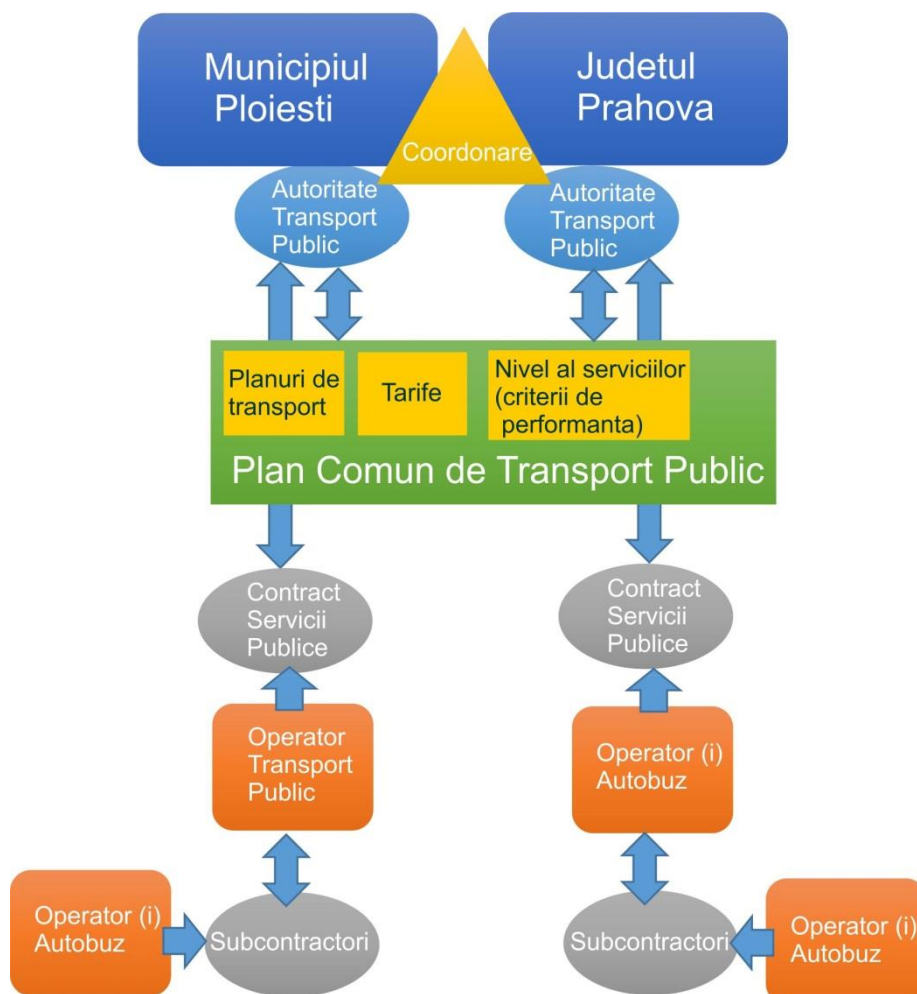 Municipiul
Ploiesti
Judetul
Prahova
Coordonare
Autoritate
Transport
Public
Autoritate
Transport
Public
Planuri de
transport
Tarife
Nivel al serviciilor
(criterii de
performanta)
Plan Comun de Transport Public
Contract
Servicii
Publice
Contract
Servicii
Publice
Operator
Transport
Public
Operator (i)
Autobuz
Operator (i)
Autobuz
Subcontractori
Subcontractori
Operator (i)
Autobuz